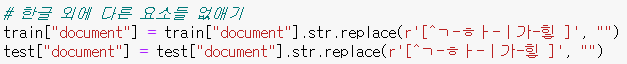 # 한글 외에 다른 요소들 없애기
train["document"] = train["document"].str.replace(r'[^ㄱ-ㅎㅏ-ㅣ가-힣 ]', "")
test["document"] = test["document"].str.replace(r'[^ㄱ-ㅎㅏ-ㅣ가-힣 ]', "")